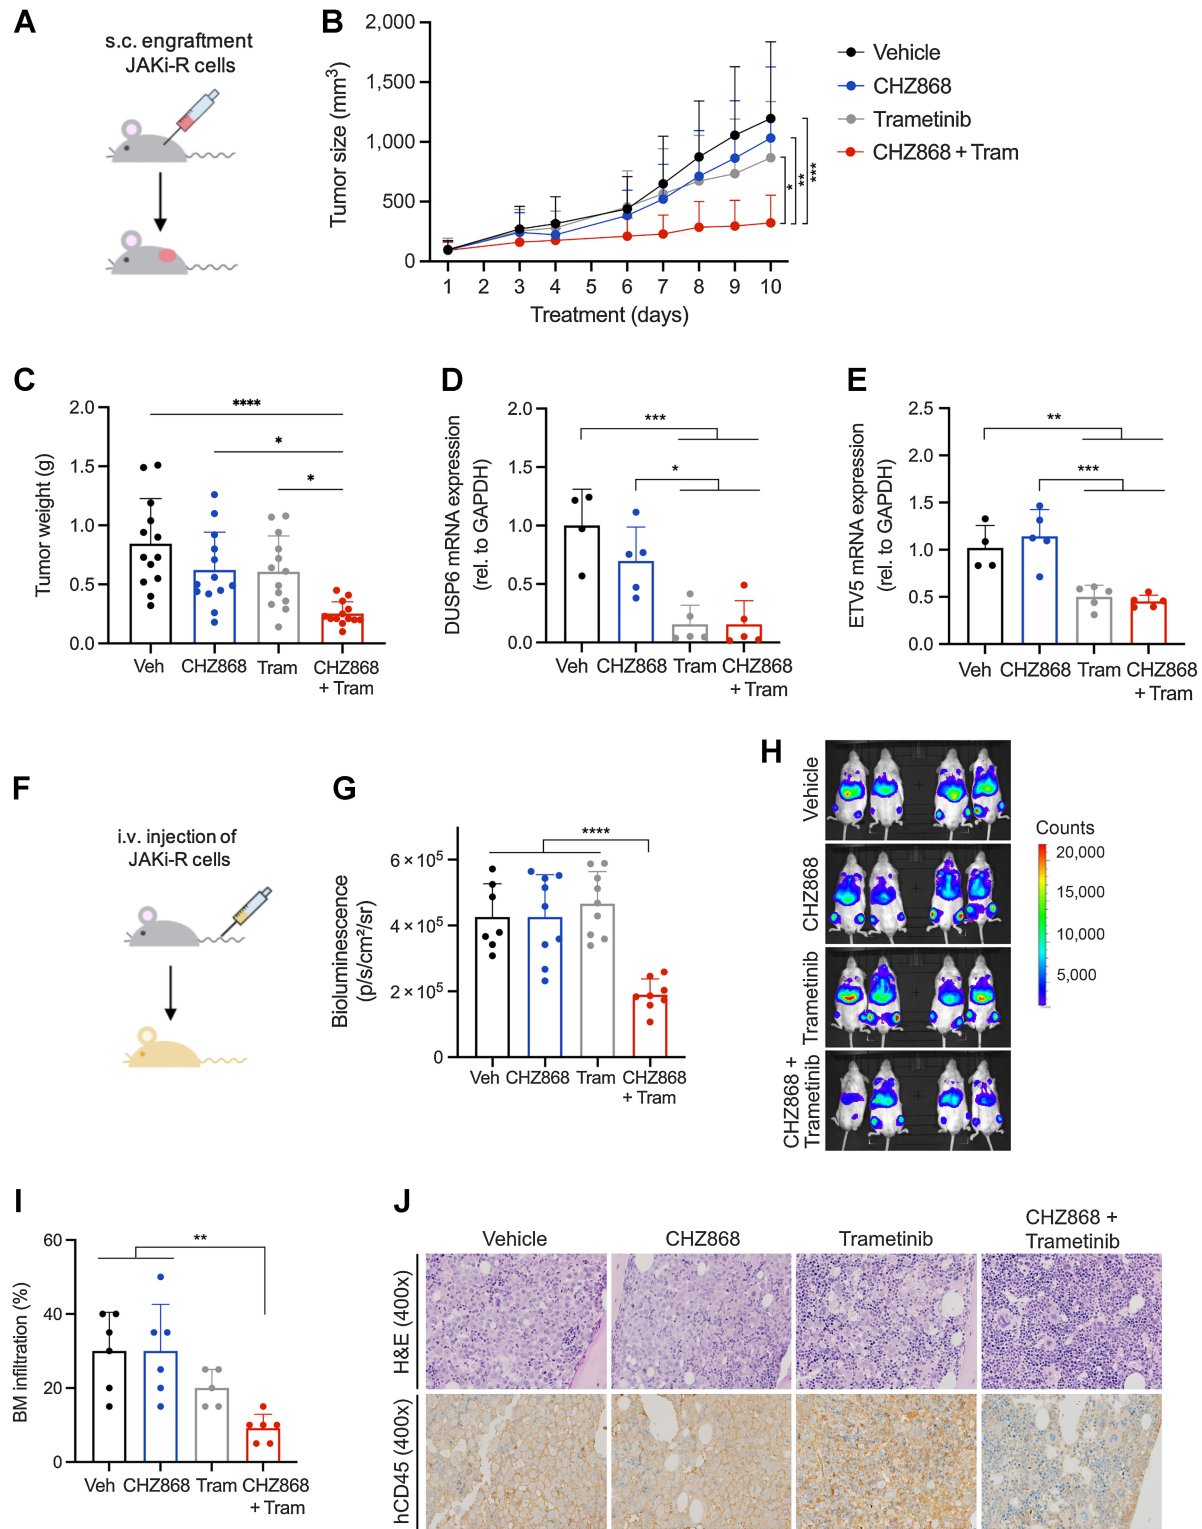 A
s.c. engraftment
JAKi-R cells
B
Tumor size (mm³)
2,000
1,500
1,000
500
0
1 2 3 4 6 7 8 9 10
Treatment (days)
Vehicle
CHZ868
Trametinib
CHZ868 + Tram
*
**
***
C
Tumor weight (g)
2.0
1.5
1.0
0.5
0.0
****
*
*
Veh CHZ868 Tram CHZ868
+ Tram
D
DUSP6 mRNA expression
(rel. to GAPDH)
2.0
1.5
1.0
0.5
0.0
***
*
Veh CHZ868 Tram CHZ868
+ Tram
E
ETV5 mRNA expression
(rel. to GAPDH)
2.5
2.0
1.5
1.0
0.5
0.0
**
***
Veh CHZ868 Tram CHZ868
+ Tram
F
i.v. injection of
JAKi-R cells
G
Bioluminescence
(p/s/cm²/sr)
6 × 10⁵
4 × 10⁵
2 × 10⁵
0
****
Veh CHZ868 Tram CHZ868
+ Tram
H
Vehicle
CHZ868
Trametinib
CHZ868 +
Trametinib
Counts
20,000
15,000
10,000
5,000
I
BM infiltration (%)
60
40
20
0
**
Veh CHZ868 Tram CHZ868
+ Tram
J
Vehicle CHZ868 Trametinib CHZ868 +
Trametinib
H&E (400x)
hCD45 (400x)